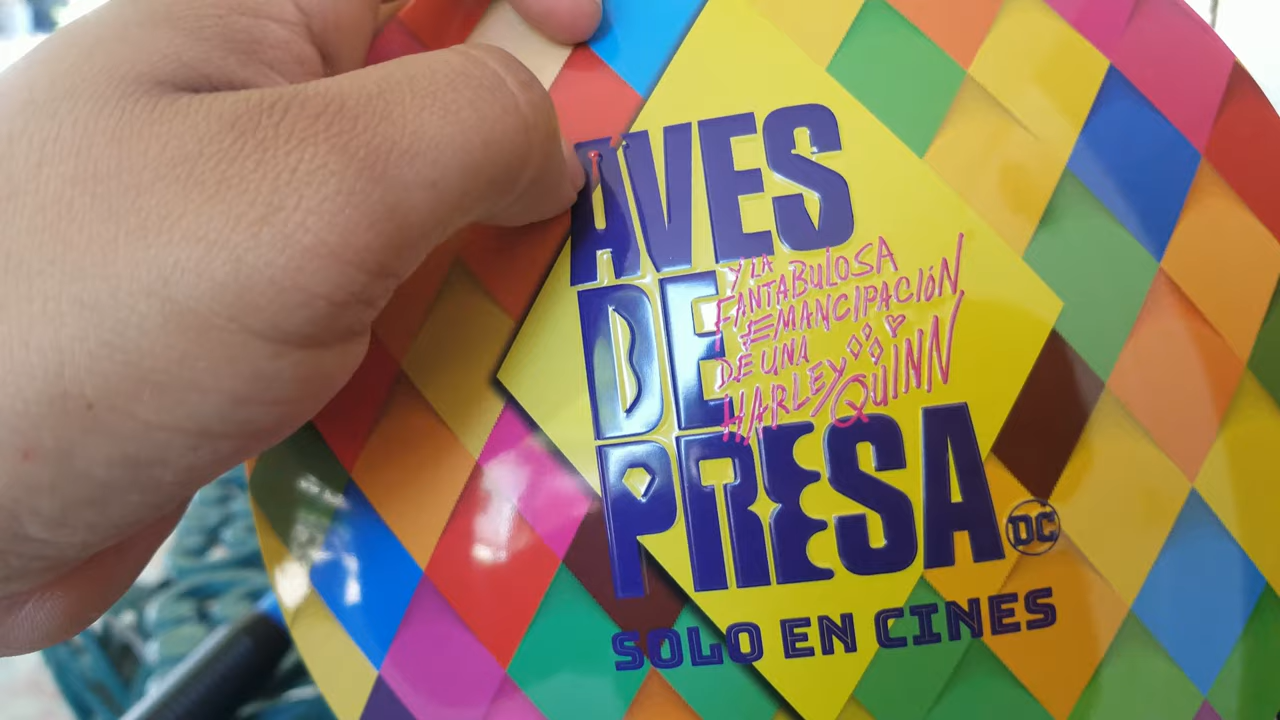 AVES
Y LA
FANTABULOSA
EMANCIPACIÓN
DE UNA
HARLEY QUINN
DE
PRESA
DC
SOLO EN CINES